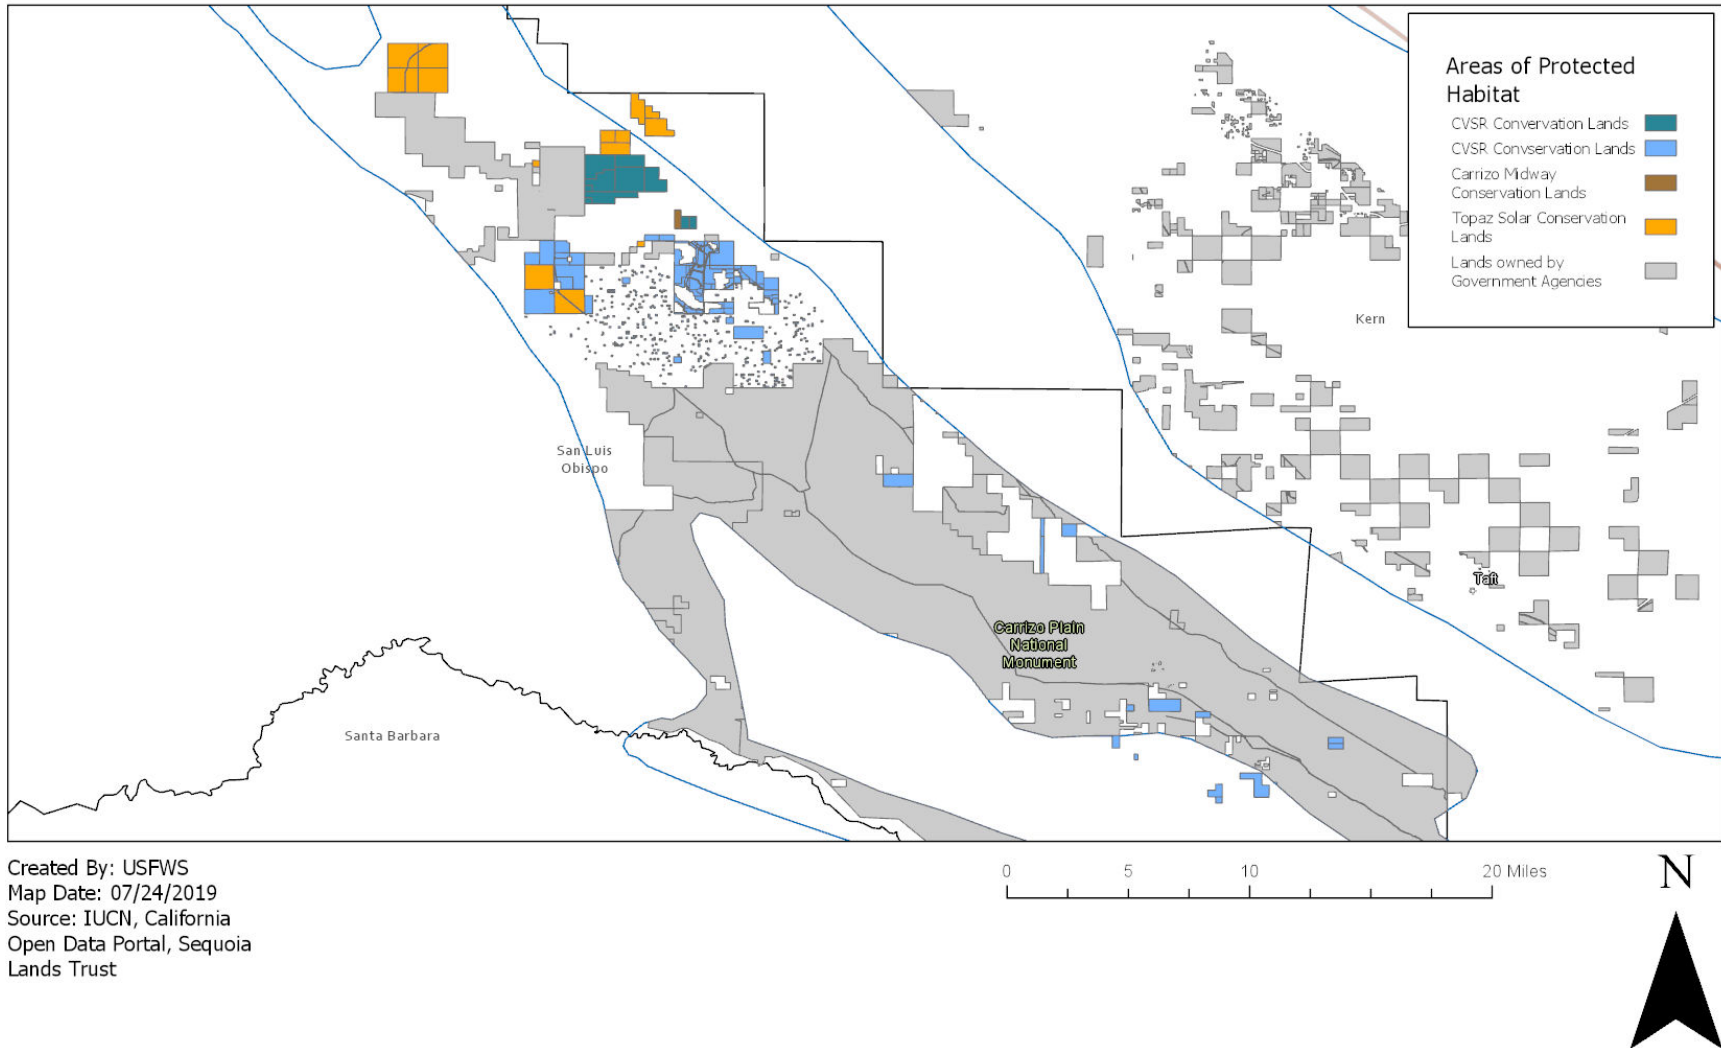 Areas of Protected
Habitat
CVSR Convervation Lands
CVSR Convservation Lands
Carrizo Midway
Conservation Lands
Topaz Solar Conservation
Lands
Lands owned by
Government Agencies
Kern
San Luis
Obispo
Taft
Carrizo Plain
National
Monument
Santa Barbara
Created By: USFWS
Map Date: 07/24/2019
Source: IUCN, California
Open Data Portal, Sequoia
Lands Trust
0 5 10 20 Miles
N